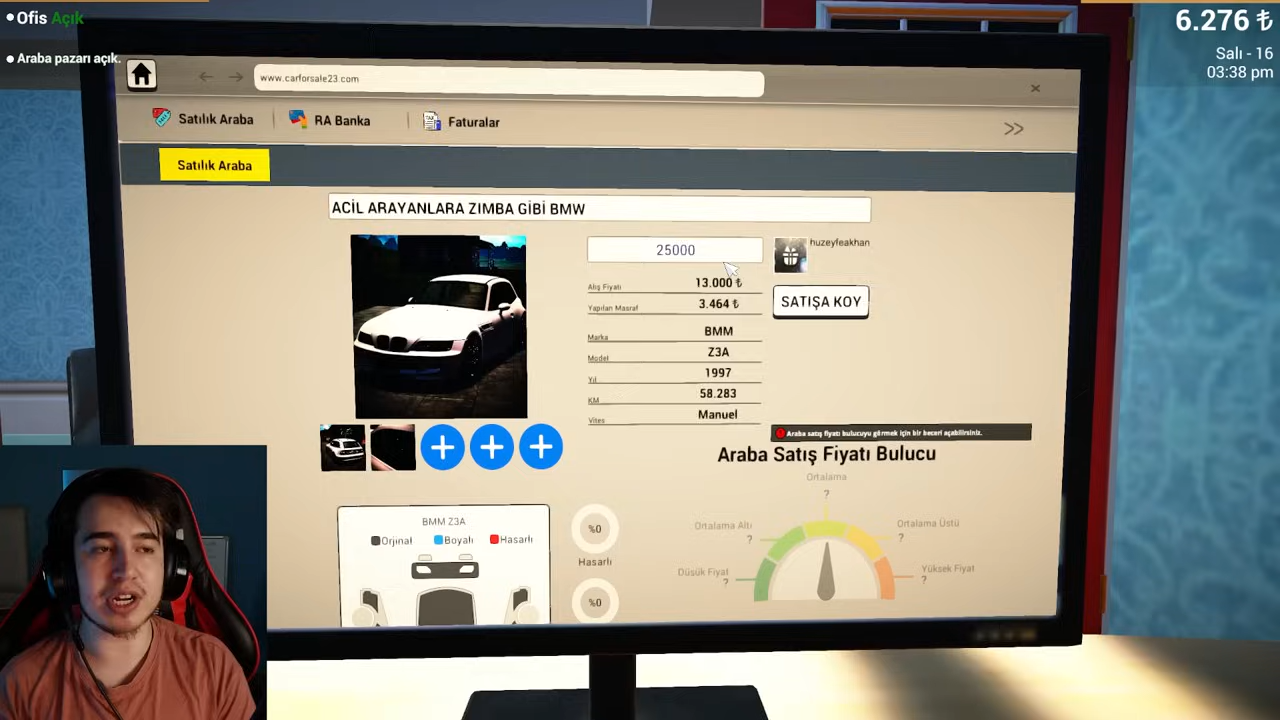 Ofis Açık
6.276 ₺
Araba pazarı açık.
Salı - 16
03:38 pm
www.carforsale23.com
Satılık Araba
RA Banka
Faturalar
Satılık Araba
ACİL ARAYANLARA ZIMBA GİBİ BMW
25000
huzeyfeakhan
Alış Fiyatı 13.000 ₺
SATIŞA KOY
Yapılan Masraf 3.464 ₺
Marka BMM
Model Z3A
Yıl 1997
KM 58.283
Vites Manuel
Araba satış fiyatı bulucuyu görmek için bir beceri açabilirsiniz.
Araba Satış Fiyatı Bulucu
Ortalama
?
BMM Z3A
Orjinal Boyalı Hasarlı
%0
Hasarlı
%0
Ortalama Altı
?
Ortalama Üstü
?
Düşük Fiyat
?
Yüksek Fiyat
?